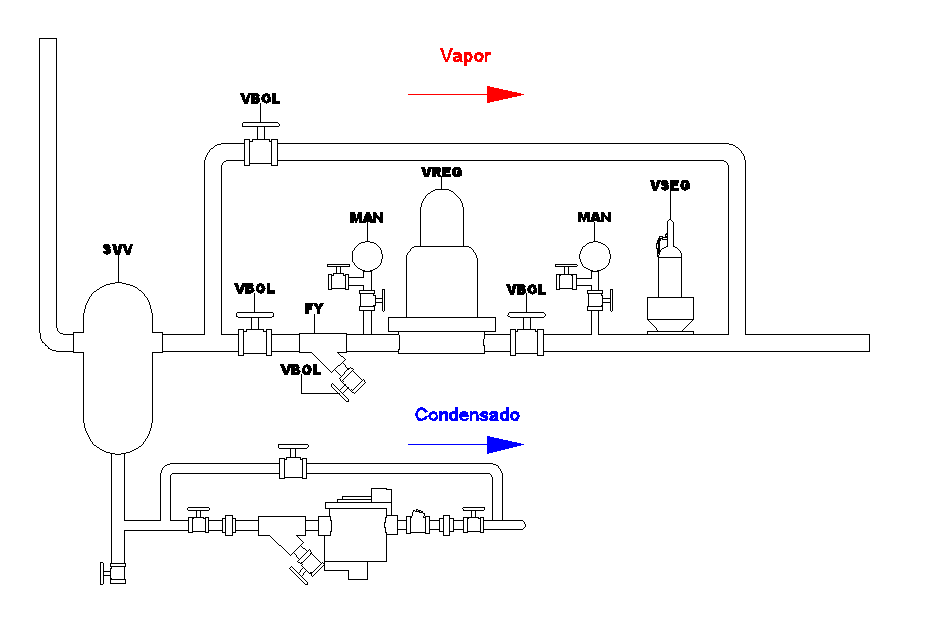 Vapor
VBOL
VREG
VSEG
MAN
MAN
SVV
VBOL
VBOL
FY
VBOL
Condensado